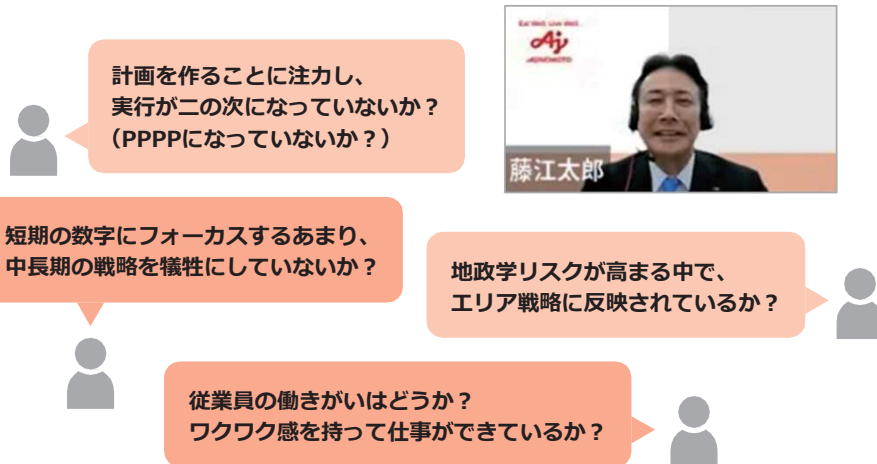 計画を作ることに注力し、
実行が二の次になっていないか？
（PPPPになっていないか？）
Eat Well, Live Well.
AJINOMOTO
藤江太郎
短期の数字にフォーカスするあまり、
中長期の戦略を犠牲にしていないか？
地政学リスクが高まる中で、
エリア戦略に反映されているか？
従業員の働きがいはどうか？
ワクワク感を持って仕事ができているか？